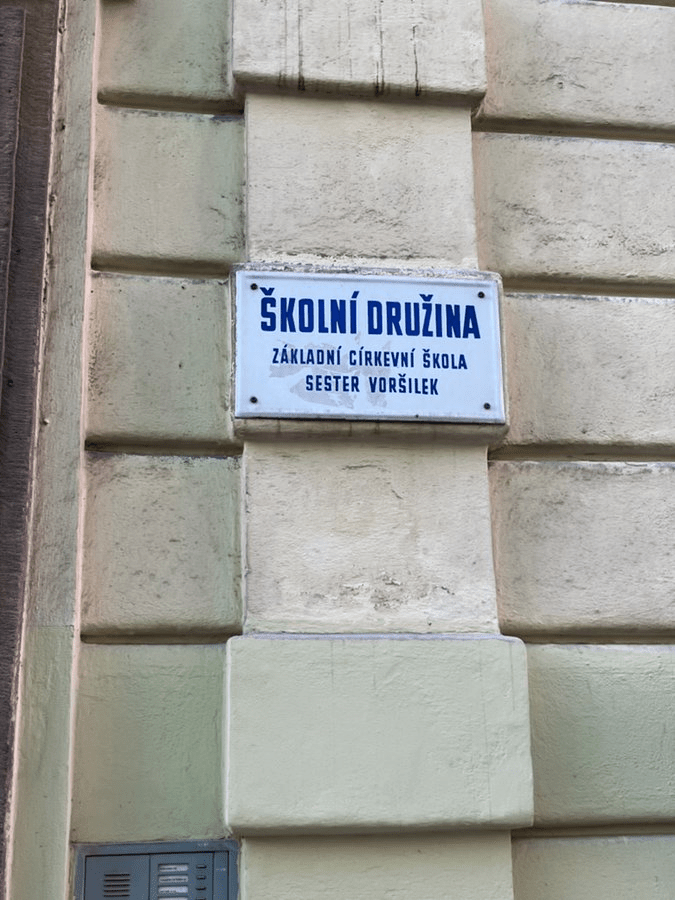 ŠKOLNÍ DRUŽINA
ZÁKLADNÍ CÍRKEVNÍ ŠKOLA
SESTER VORŠILEK